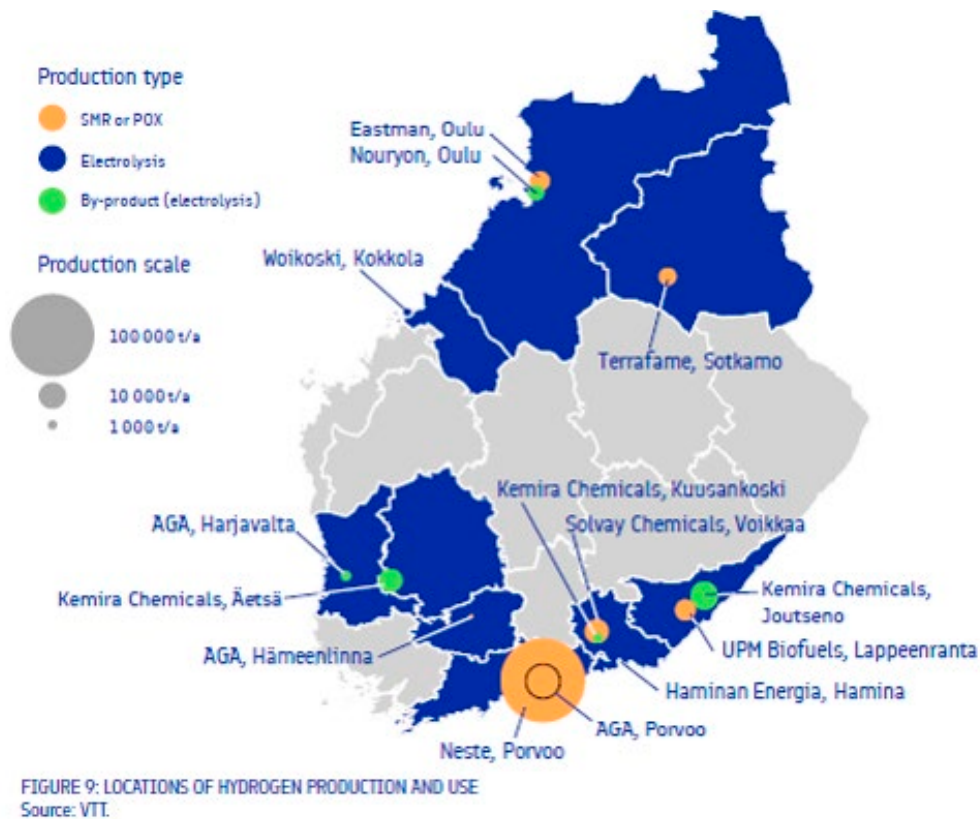 Production type
SMR or POX
Electrolysis
By-product (electrolysis)
Production scale
100 000 t/a
10 000 t/a
1 000 t/a
Eastman, Oulu
Nouryon, Oulu
Woikoski, Kokkola
Terrafame, Sotkamo
Kemira Chemicals, Kuusankoski
Solvay Chemicals, Voikkaa
AGA, Harjavalta
Kemira Chemicals, Äetsä
Kemira Chemicals,
Joutseno
AGA, Hämeenlinna
UPM Biofuels, Lappeenranta
Haminan Energia, Hamina
AGA, Porvoo
Neste, Porvoo
FIGURE 9: LOCATIONS OF HYDROGEN PRODUCTION AND USE
Source: VTT.